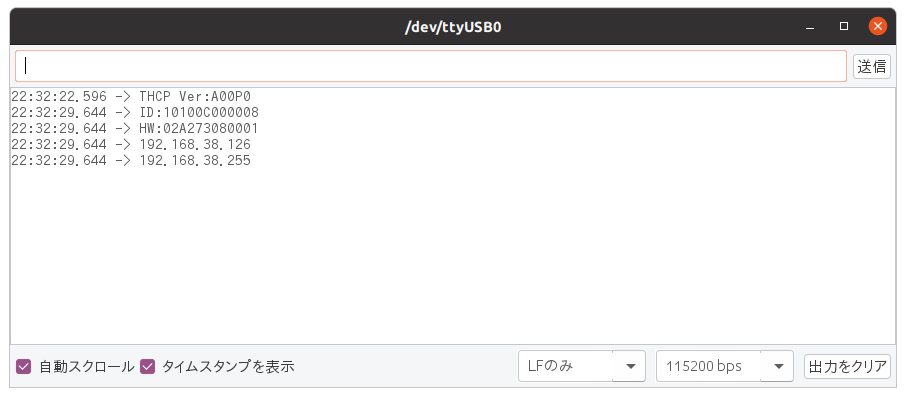 /dev/ttyUSB0
送信
22:32:22.596 -> THCP Ver:A00P0
22:32:29.644 -> ID:10100C000008
22:32:29.644 -> HW:02A273080001
22:32:29.644 -> 192.168.38.126
22:32:29.644 -> 192.168.38.255
自動スクロール タイムスタンプを表示 LFのみ 115200 bps 出力をクリア